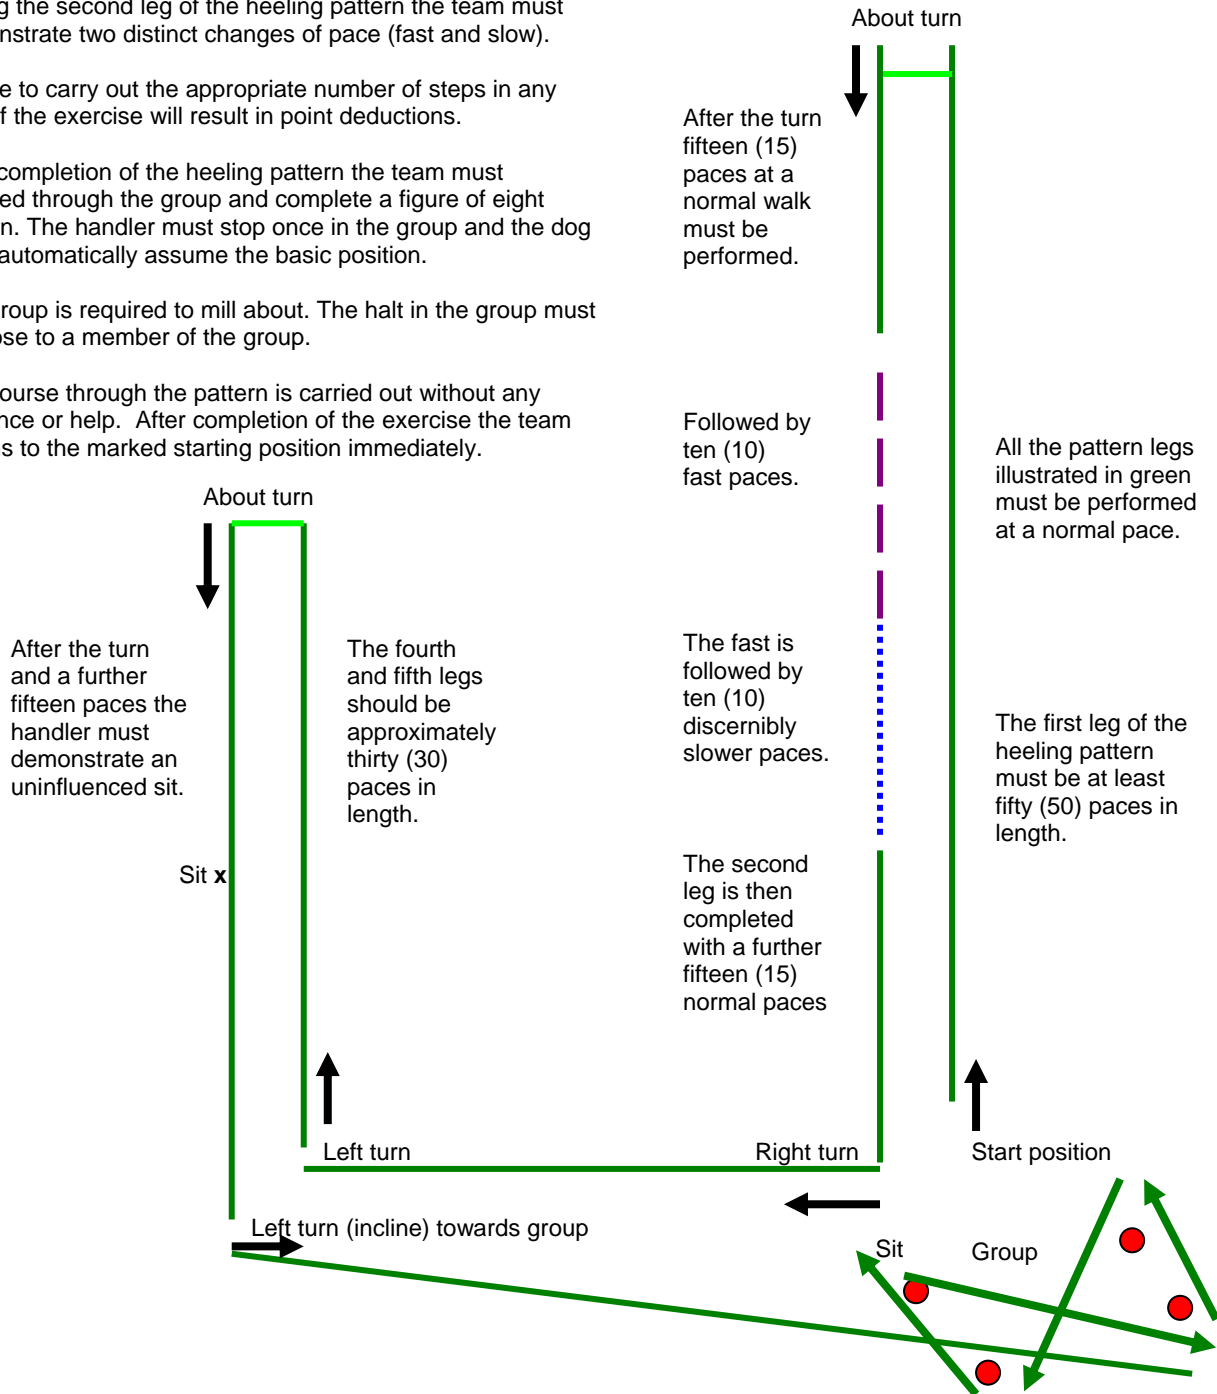 g the second leg of the heeling pattern the team must
nstrate two distinct changes of pace (fast and slow).
e to carry out the appropriate number of steps in any
f the exercise will result in point deductions.
completion of the heeling pattern the team must
ed through the group and complete a figure of eight
n. The handler must stop once in the group and the dog
automatically assume the basic position.
roup is required to mill about. The halt in the group must
ose to a member of the group.
ourse through the pattern is carried out without any
nce or help.  After completion of the exercise the team
s to the marked starting position immediately.
About turn
After the turn
fifteen (15)
paces at a
normal walk
must be
performed.
Followed by
ten (10)
fast paces.
All the pattern legs
illustrated in green
must be performed
at a normal pace.
About turn
After the turn
and a further
fifteen paces the
handler must
demonstrate an
uninfluenced sit.
The fourth
and fifth legs
should be
approximately
thirty (30)
paces in
length.
The fast is
followed by
ten (10)
discernibly
slower paces.
The first leg of the
heeling pattern
must be at least
fifty (50) paces in
length.
Sit x
The second
leg is then
completed
with a further
fifteen (15)
normal paces
Left turn
Right turn
Start position
Left turn (incline) towards group
Sit
Group